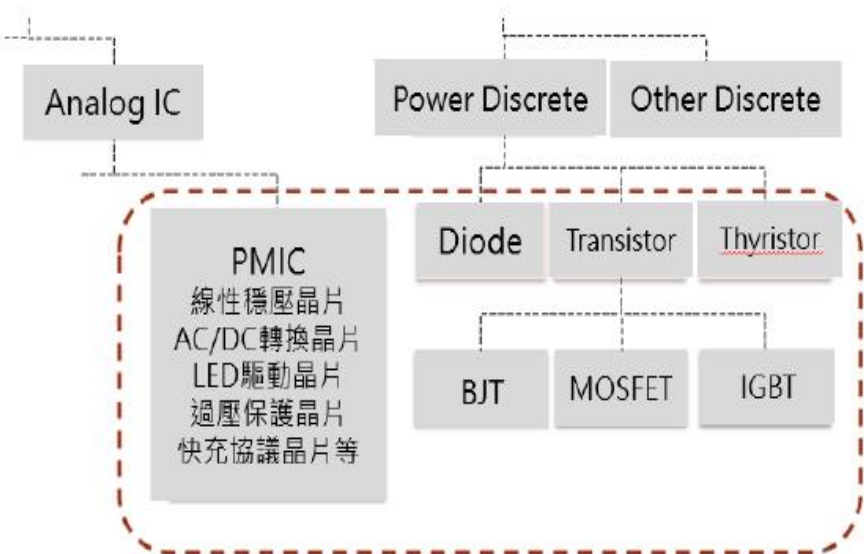 Analog IC
Power Discrete
Other Discrete
PMIC
線性穩壓晶片
AC/DC轉換晶片
LED驅動晶片
過壓保護晶片
快充協議晶片等
Diode
Transistor
Thyristor
BJT
MOSFET
IGBT